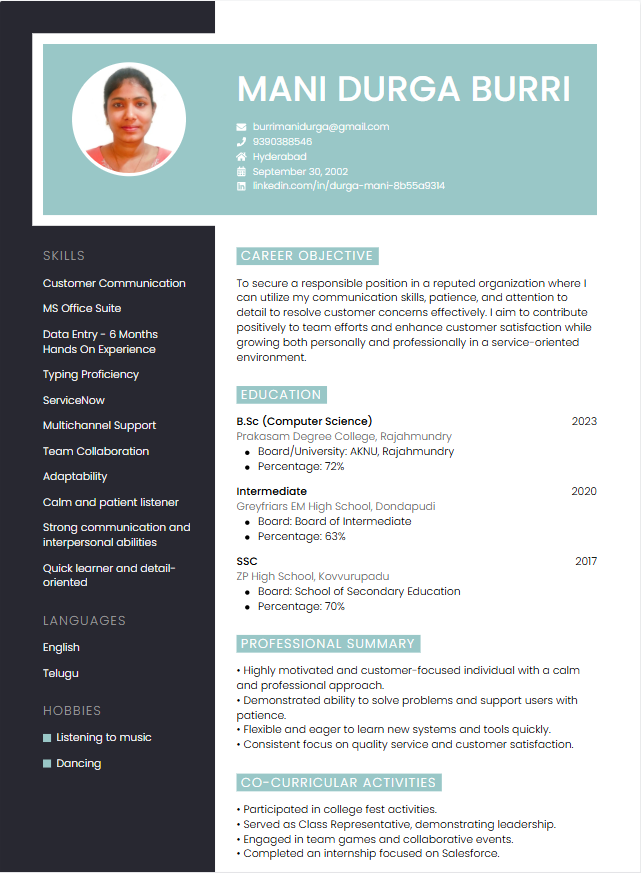 MANI DURGA BURRI
burrimanidurga@gmail.com
9390388546
Hyderabad
September 30, 2002
linkedin.com/in/durga-mani-8b55a9314
SKILLS
Customer Communication
MS Office Suite
Data Entry - 6 Months
Hands On Experience
Typing Proficiency
ServiceNow
Multichannel Support
Team Collaboration
Adaptability
Calm and patient listener
Strong communication and
interpersonal abilities
Quick learner and detail-
oriented
LANGUAGES
English
Telugu
HOBBIES
Listening to music
Dancing
CAREER OBJECTIVE
To secure a responsible position in a reputed organization where I
can utilize my communication skills, patience, and attention to
detail to resolve customer concerns effectively. I aim to contribute
positively to team efforts and enhance customer satisfaction while
growing both personally and professionally in a service-oriented
environment.
EDUCATION
B.Sc (Computer Science) 2023
Prakasam Degree College, Rajahmundry
• Board/University: AKNU, Rajahmundry
• Percentage: 72%
Intermediate 2020
Greyfriars EM High School, Dondapudi
• Board: Board of Intermediate
• Percentage: 63%
SSC 2017
ZP High School, Kovvurupadu
• Board: School of Secondary Education
• Percentage: 70%
PROFESSIONAL SUMMARY
• Highly motivated and customer-focused individual with a calm
and professional approach.
• Demonstrated ability to solve problems and support users with
patience.
• Flexible and eager to learn new systems and tools quickly.
• Consistent focus on quality service and customer satisfaction.
CO-CURRICULAR ACTIVITIES
• Participated in college fest activities.
• Served as Class Representative, demonstrating leadership.
• Engaged in team games and collaborative events.
• Completed an internship focused on Salesforce.